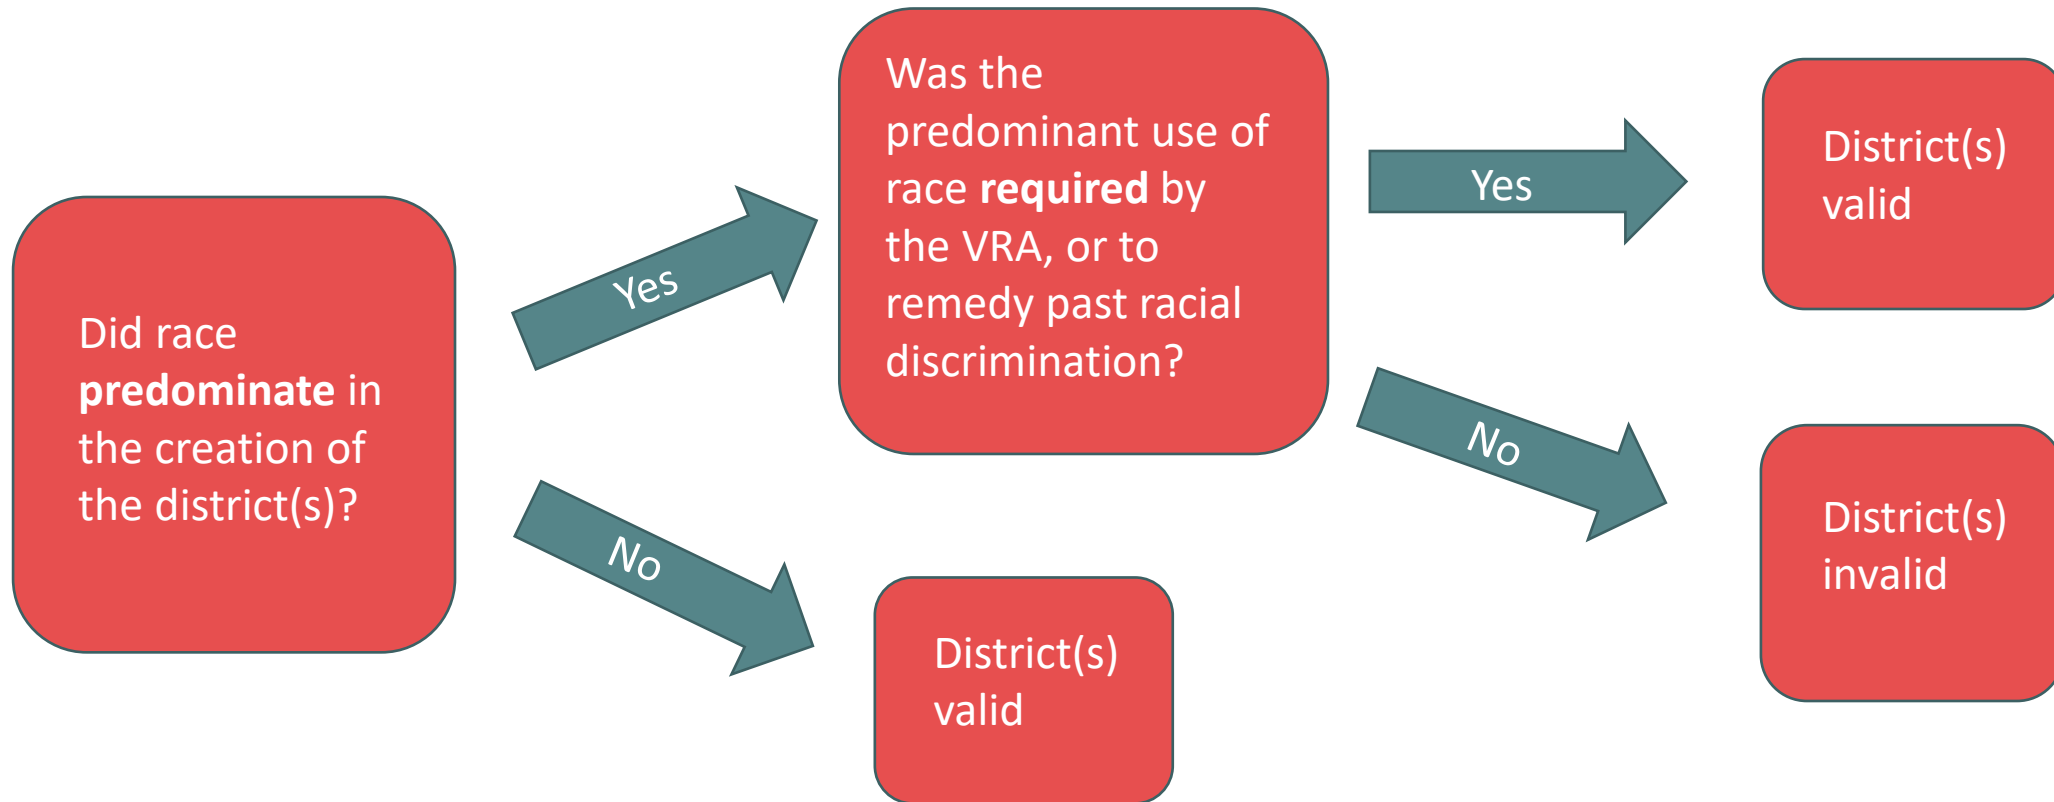 Did race
predominate in
the creation of
the district(s)?
Yes
No
Was the
predominant use of
race required by
the VRA, or to
remedy past racial
discrimination?
District(s)
valid
Yes
No
District(s)
valid
District(s)
invalid